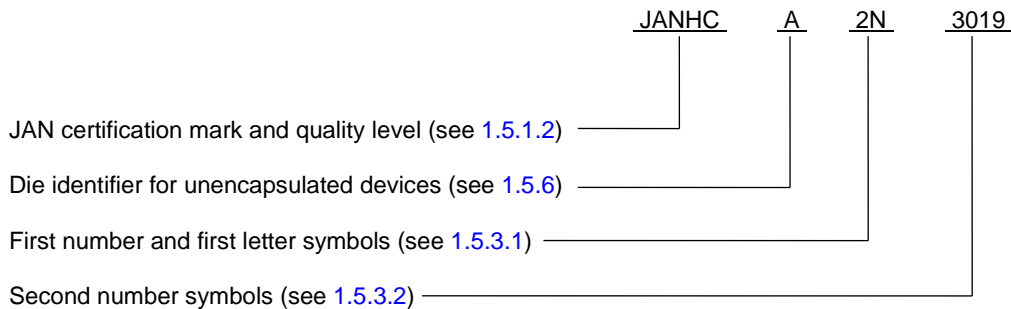 JANHC A 2N 3019
JAN certification mark and quality level (see 1.5.1.2)
Die identifier for unencapsulated devices (see 1.5.6)
First number and first letter symbols (see 1.5.3.1)
Second number symbols (see 1.5.3.2)